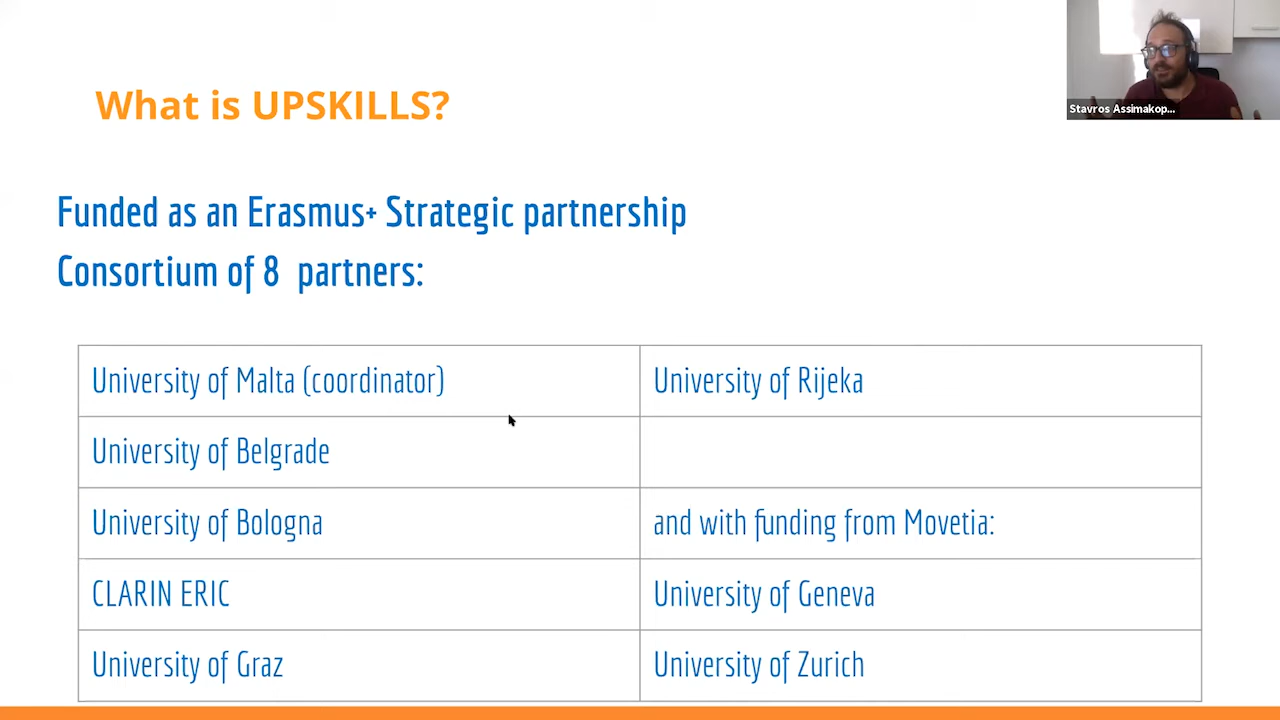 What is UPSKILLS?
Stavros Assimakop...
Funded as an Erasmus+ Strategic partnership
Consortium of 8 partners:
University of Malta (coordinator)
University of Rijeka
University of Belgrade
University of Bologna
and with funding from Movetia:
CLARIN ERIC
University of Geneva
University of Graz
University of Zurich